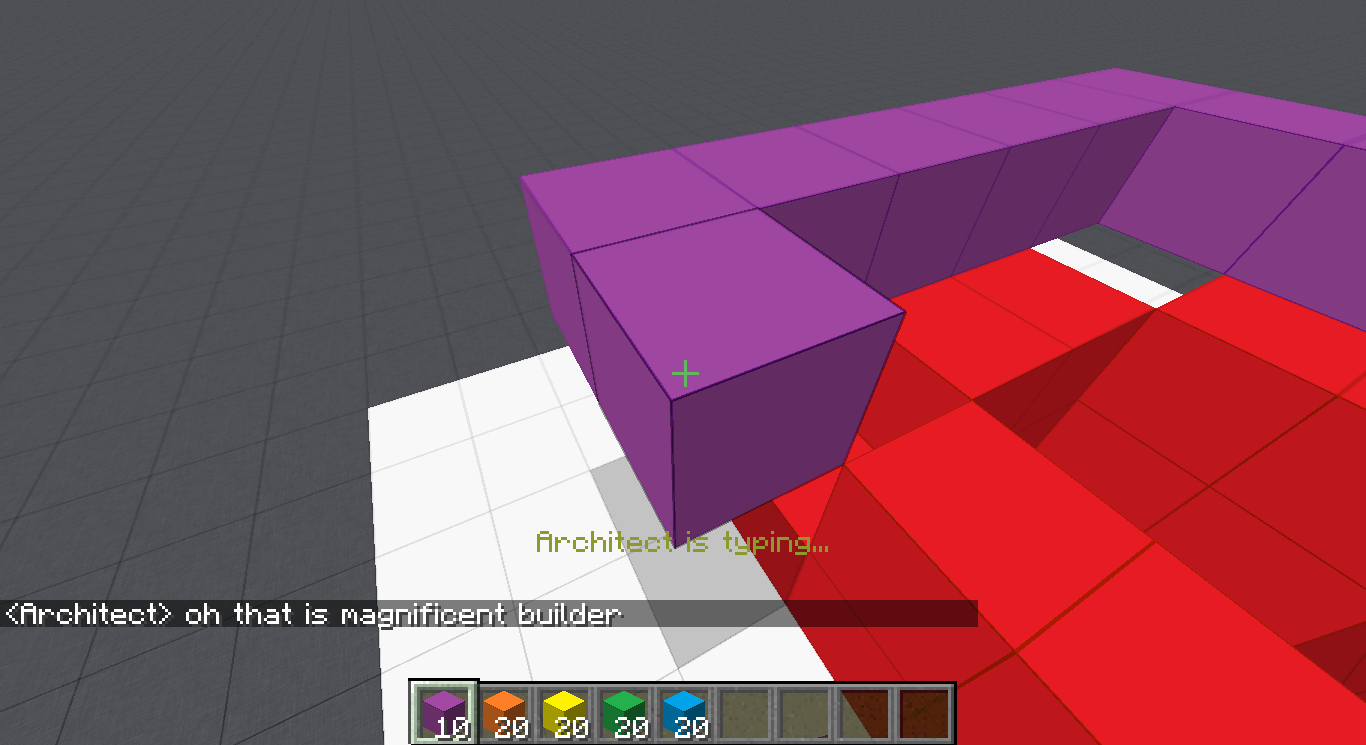 Architect is typing...
<Architect> oh that is magnificent builder
10 20 20 20 20